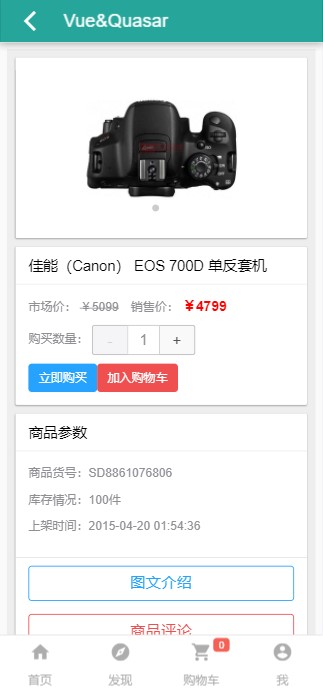 Vue&Quasar
佳能（Canon） EOS 700D 单反套机
市场价: ￥5099 销售价: ￥4799
购买数量: - 1 +
立即购买 加入购物车
商品参数
商品货号: SD8861076806
库存情况: 100件
上架时间: 2015-04-20 01:54:36
图文介绍
商品评论
0
首页 发现 购物车 我